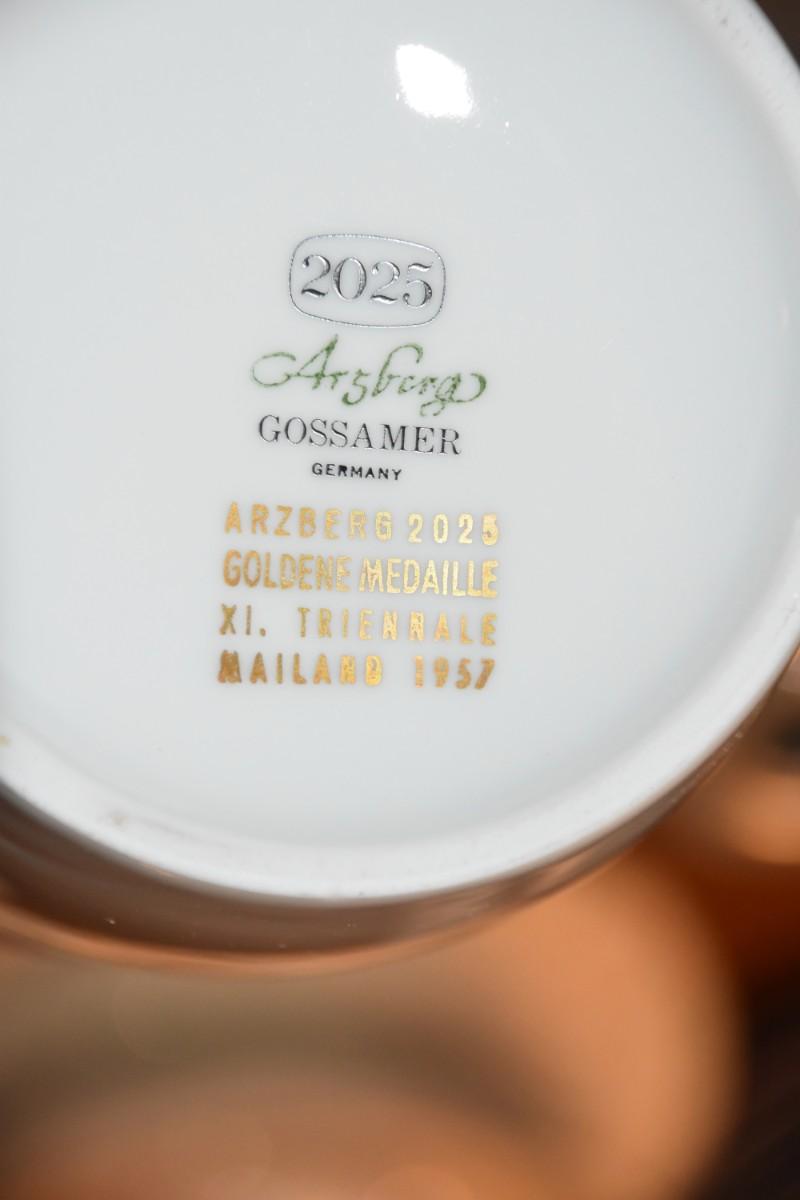 2025
Arzberg
GOSSAMER
GERMANY
ARZBERG 2025
GOLDENE MEDAILLE
XI. TRIENNALE
MAILAND 1957